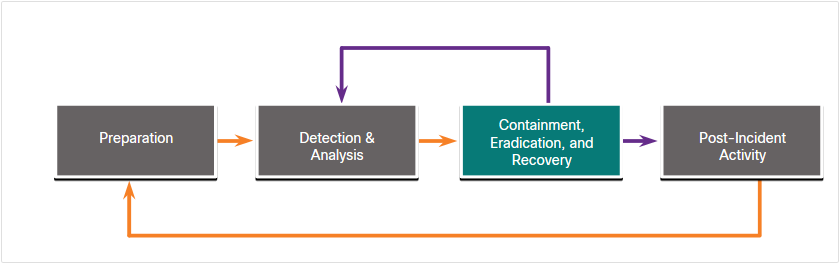 Preparation
Detection &
Analysis
Containment,
Eradication, and
Recovery
Post-Incident
Activity